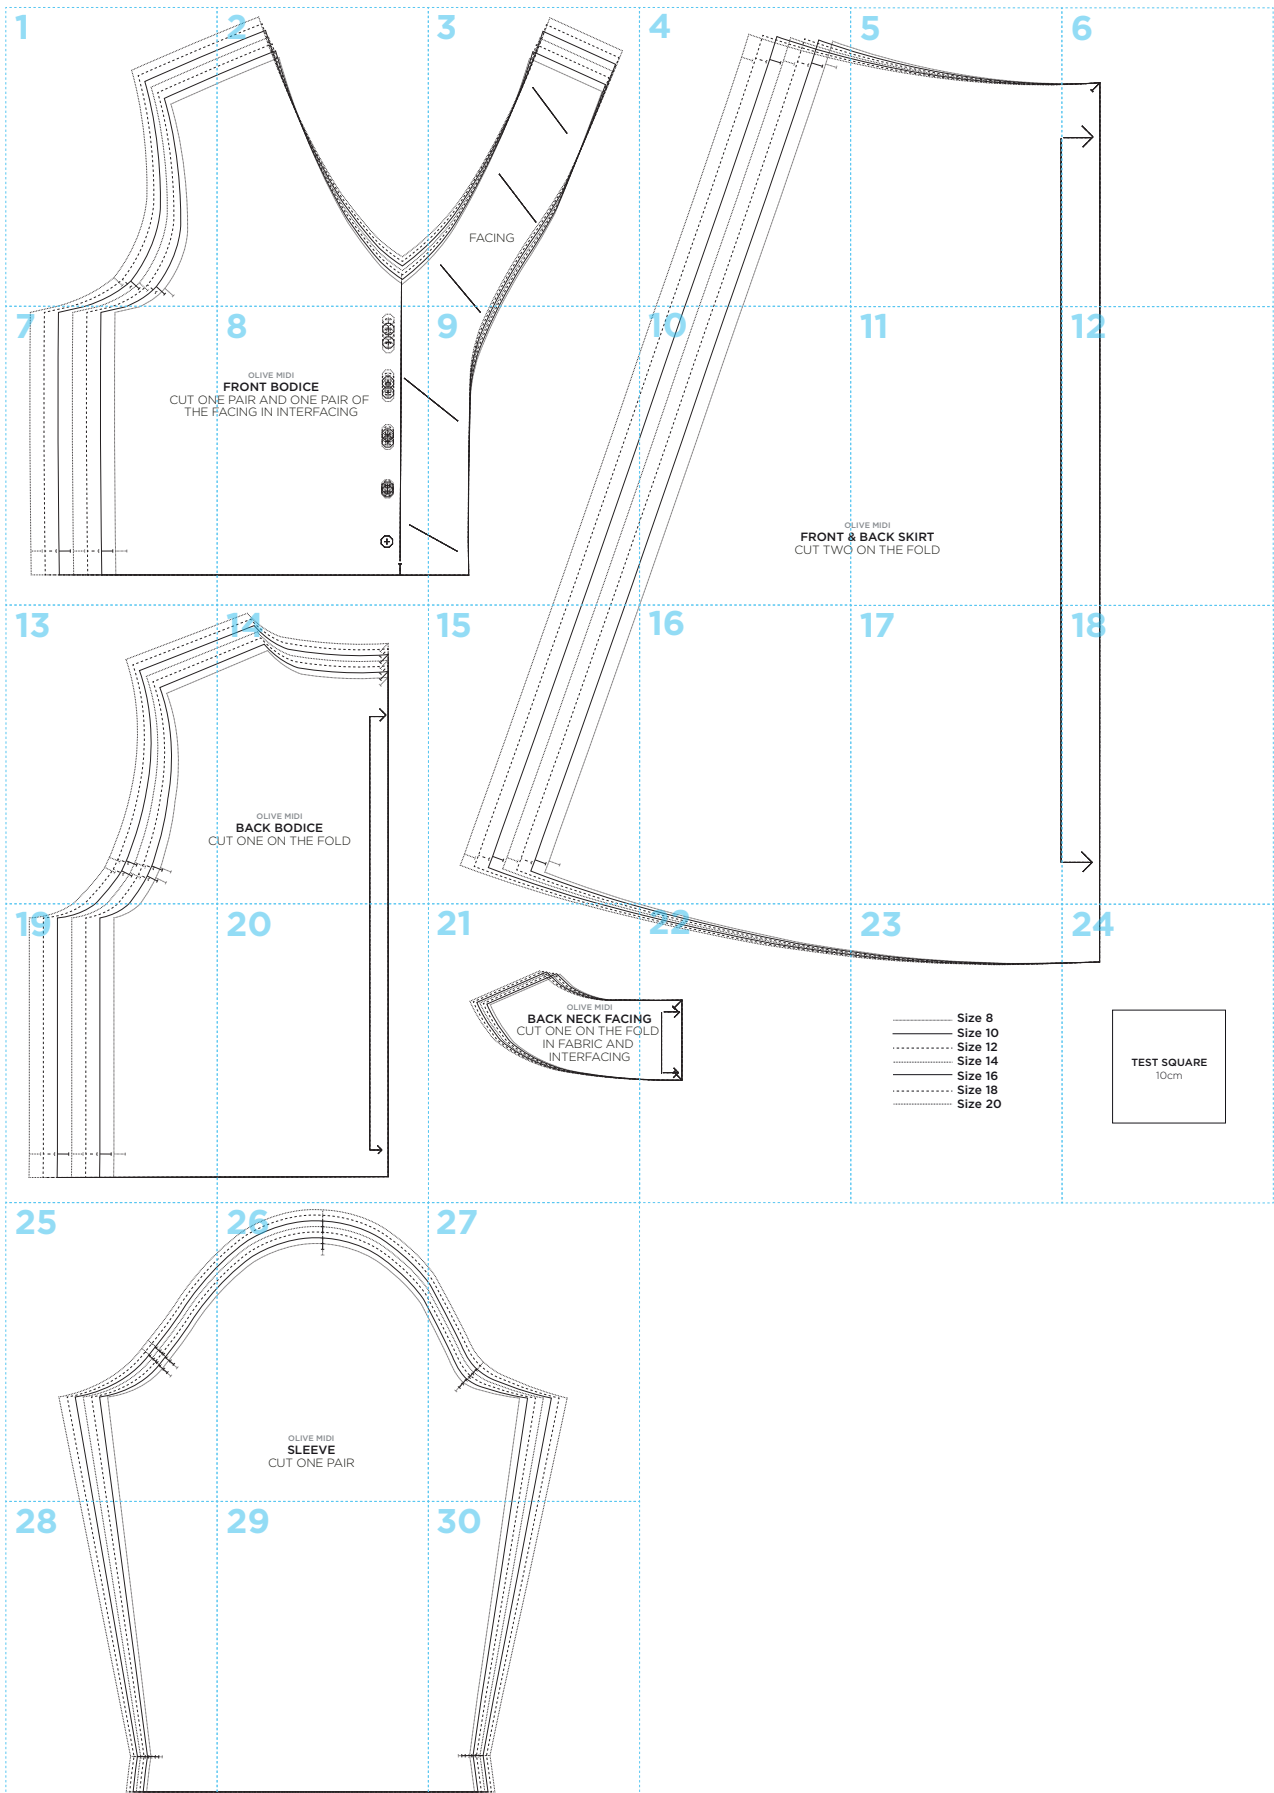 1
2
3
4
5
6
FACING
7
8
9
10
11
12
OLIVE MIDI
FRONT BODICE
CUT ONE PAIR AND ONE PAIR OF
THE FACING IN INTERFACING
OLIVE MIDI
FRONT & BACK SKIRT
CUT TWO ON THE FOLD
13
14
15
16
17
18
OLIVE MIDI
BACK BODICE
CUT ONE ON THE FOLD
19
20
21
22
23
24
OLIVE MIDI
BACK NECK FACING
CUT ONE ON THE FOLD
IN FABRIC AND
INTERFACING
Size 8
Size 10
Size 12
Size 14
Size 16
Size 18
Size 20
TEST SQUARE
10cm
25
26
27
OLIVE MIDI
SLEEVE
CUT ONE PAIR
28
29
30